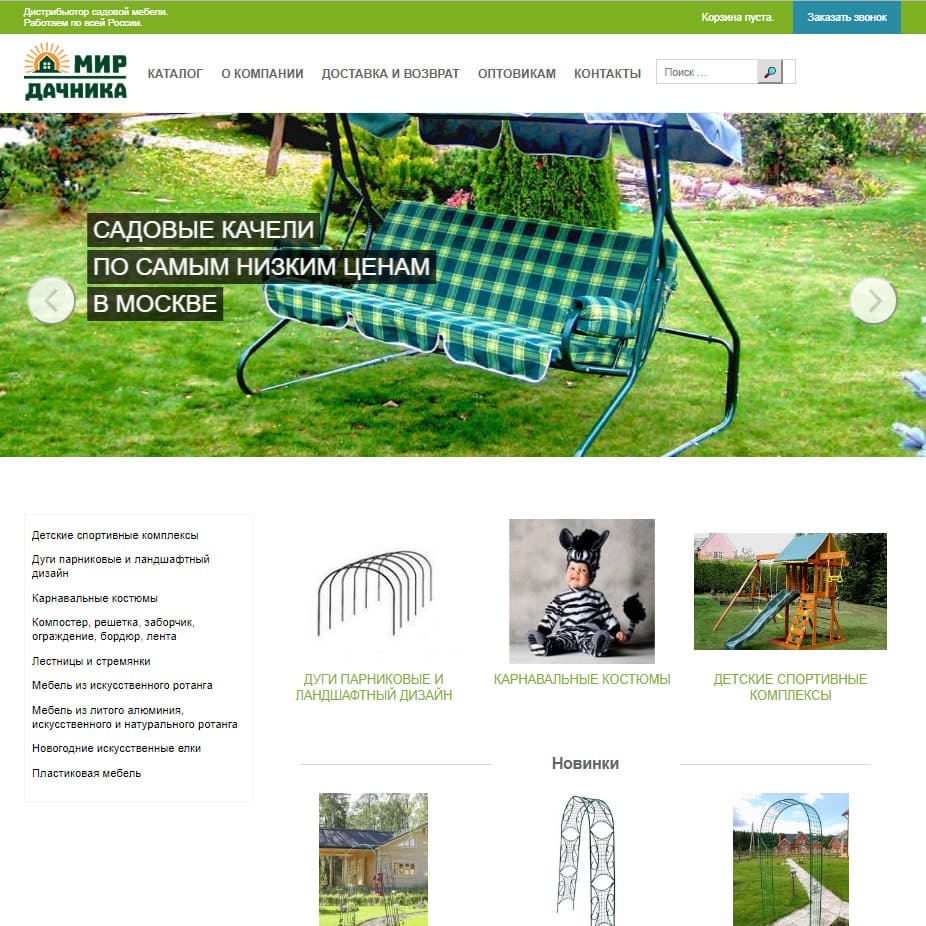 Дистрибьютор садовой мебели.
Работаем по всей России.
Корзина пуста.
Заказать звонок
МИР
ДАЧНИКА
КАТАЛОГ
О КОМПАНИИ
ДОСТАВКА И ВОЗВРАТ
ОПТОВИКАМ
КОНТАКТЫ
Поиск …
САДОВЫЕ КАЧЕЛИ
ПО САМЫМ НИЗКИМ ЦЕНАМ
В МОСКВЕ
Детские спортивные комплексы
Дуги парниковые и ландшафтный
дизайн
Карнавальные костюмы
Компостер, решетка, заборчик,
ограждение, бордюр, лента
Лестницы и стремянки
Мебель из искусственного ротанга
Мебель из литого алюминия,
искусственного и натурального ротанга
Новогодние искусственные елки
Пластиковая мебель
ДУГИ ПАРНИКОВЫЕ И
ЛАНДШАФТНЫЙ ДИЗАЙН
КАРНАВАЛЬНЫЕ КОСТЮМЫ
ДЕТСКИЕ СПОРТИВНЫЕ
КОМПЛЕКСЫ
Новинки